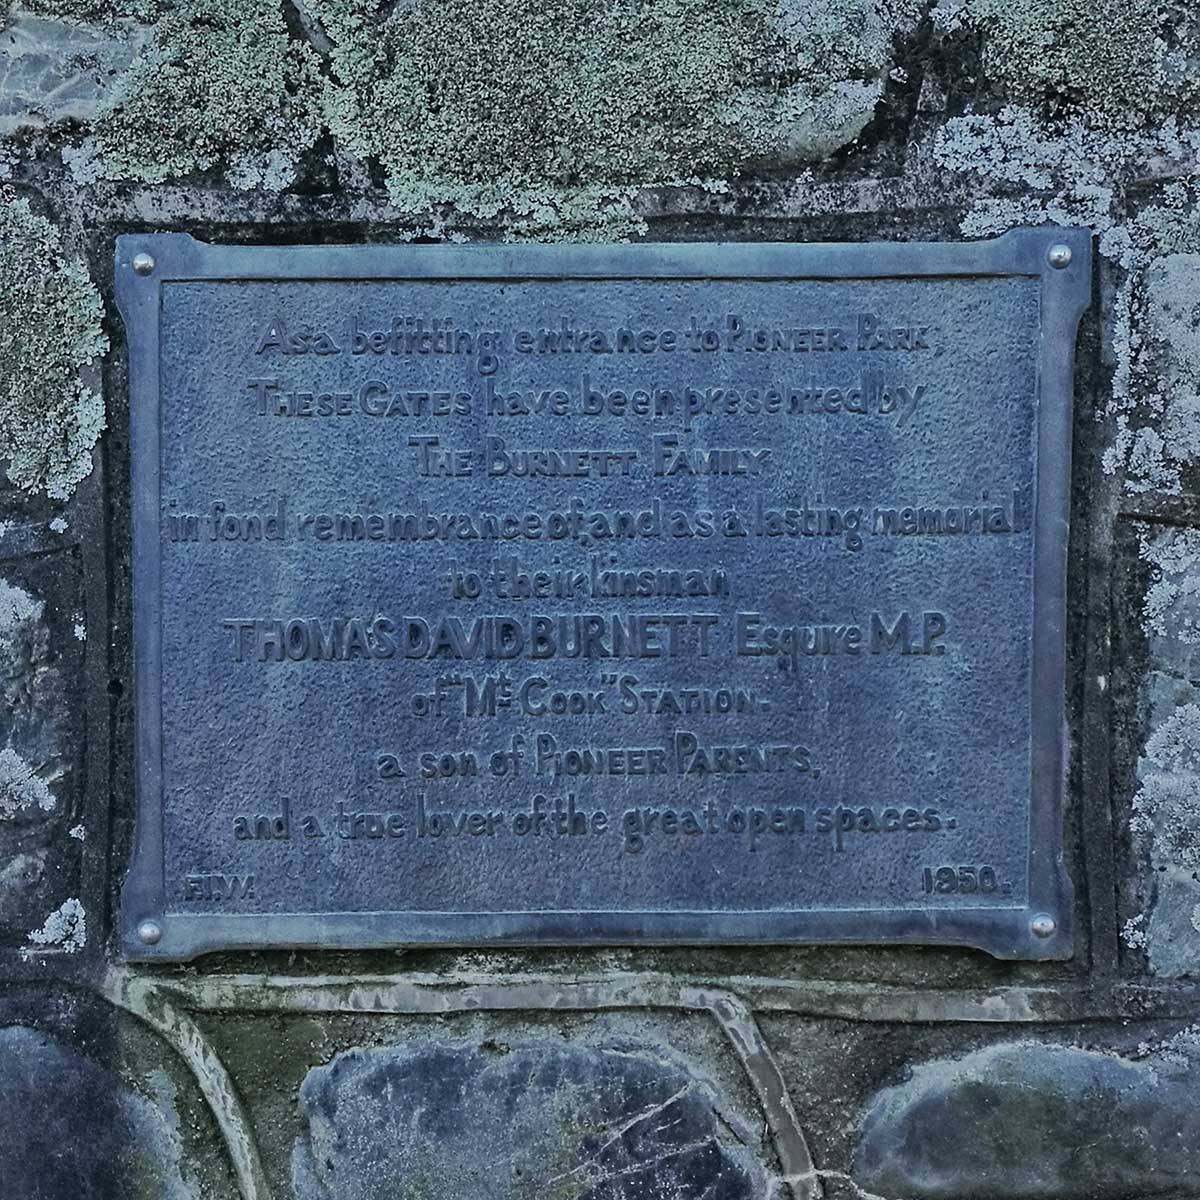 As a befitting entrance to PIONEER PARK
THESE GATES have been presented by
THE BURNETT FAMILY
in fond remembrance of, and as a lasting memorial
to their kinsman
THOMAS DAVID BURNETT Esquire M.P.
of "Mt Cook" STATION.
a son of PIONEER PARENTS,
and a true lover of the great open spaces.
1950.